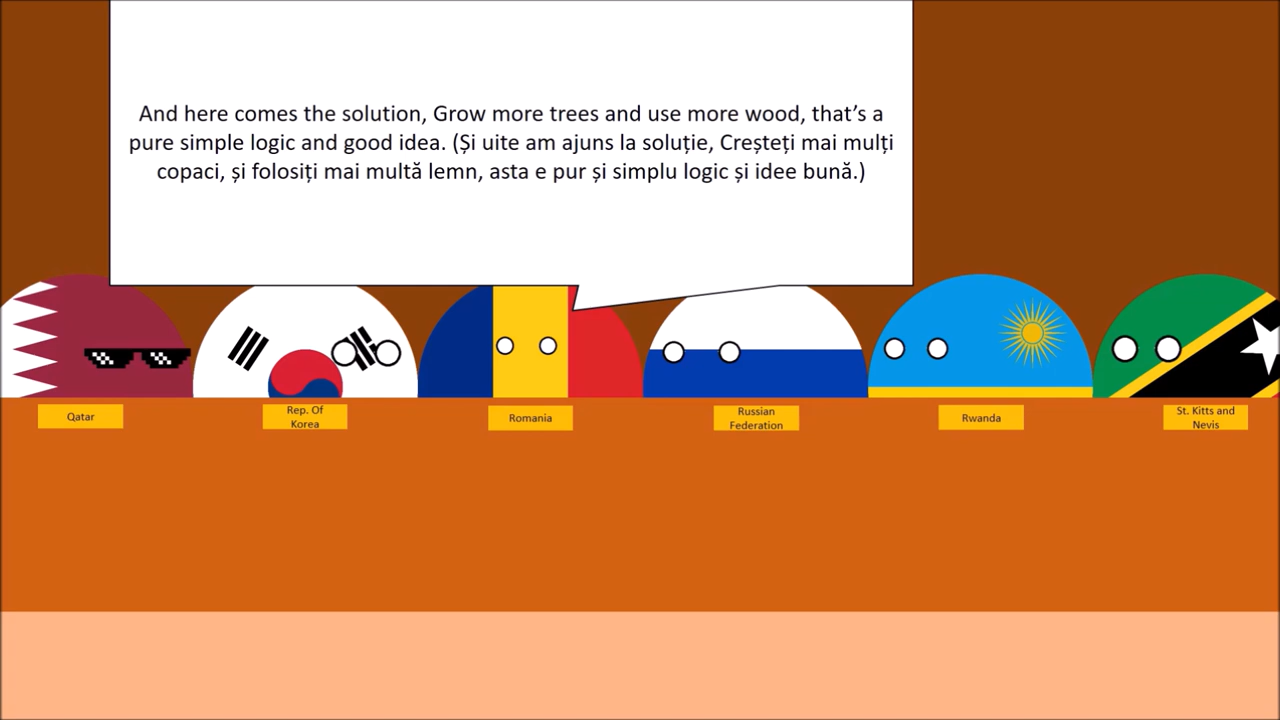 And here comes the solution, Grow more trees and use more wood, that’s a
pure simple logic and good idea. (Și uite am ajuns la soluție, Creșteți mai mulți
copaci, și folosiți mai multă lemn, asta e pur și simplu logic și idee bună.)
Qatar
Rep. Of
Korea
Romania
Russian
Federation
Rwanda
St. Kitts and
Nevis